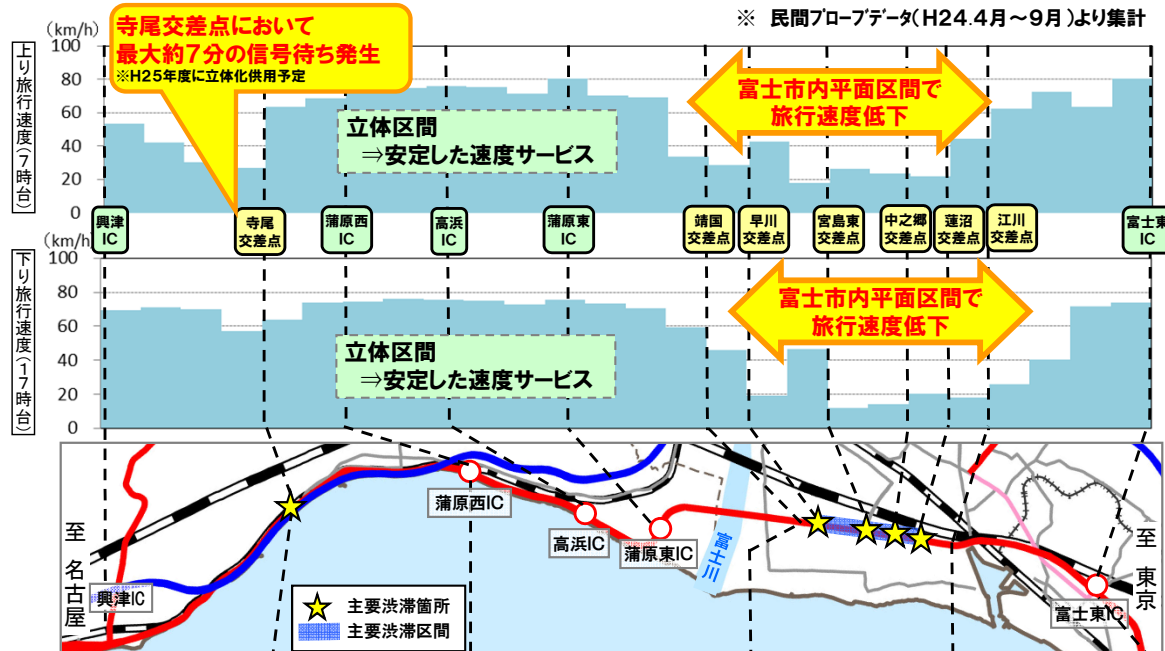 ※ 民間プローブデータ(H24.4月～9月)より集計
(km/h)
上り旅行速度(7時台)
100
80
60
40
20
0
寺尾交差点において
最大約7分の信号待ち発生
※H25年度に立体化供用予定
立体区間
⇒安定した速度サービス
富士市内平面区間で
旅行速度低下
興津
IC
寺尾
交差点
蒲原西
IC
高浜
IC
蒲原東
IC
靖国
交差点
早川
交差点
宮島東
交差点
中之郷
交差点
蓮沼
交差点
江川
交差点
富士東
IC
(km/h)
下り旅行速度(17時台)
100
80
60
40
20
0
立体区間
⇒安定した速度サービス
富士市内平面区間で
旅行速度低下
至 名古屋
興津IC
蒲原西IC
高浜IC
蒲原東IC
富士川
富士東IC
至 東京
主要渋滞箇所
主要渋滞区間